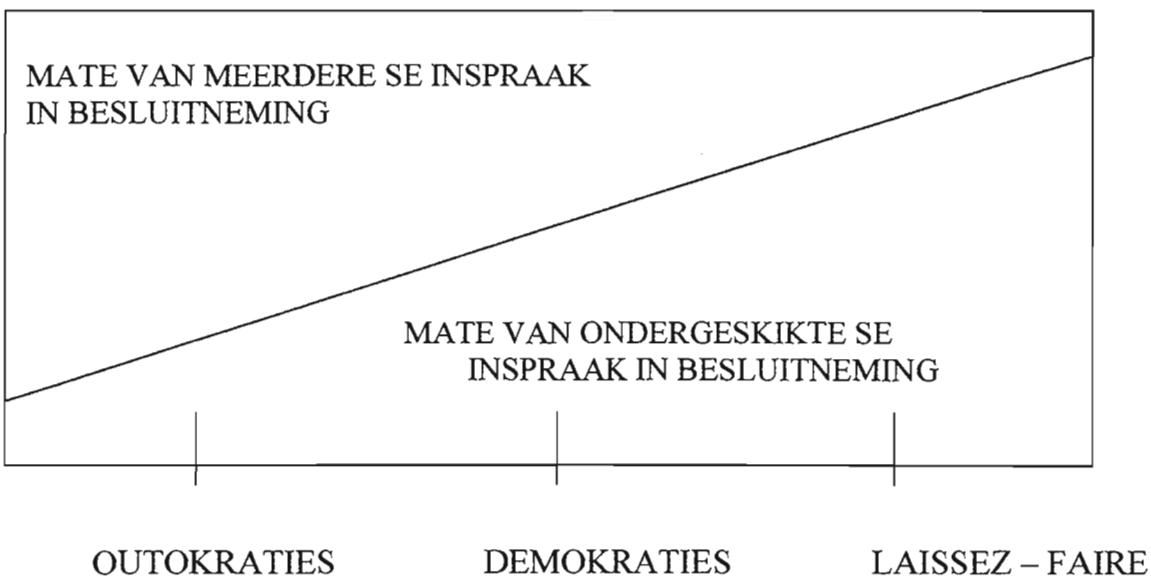 MATE VAN MEERDERE SE INSPRAAK
IN BESLUITNEMING
MATE VAN ONDERGESKIKTE SE
INSPRAAK IN BESLUITNEMING
OUTOKRATIES DEMOKRATIES LAISSEZ – FAIRE